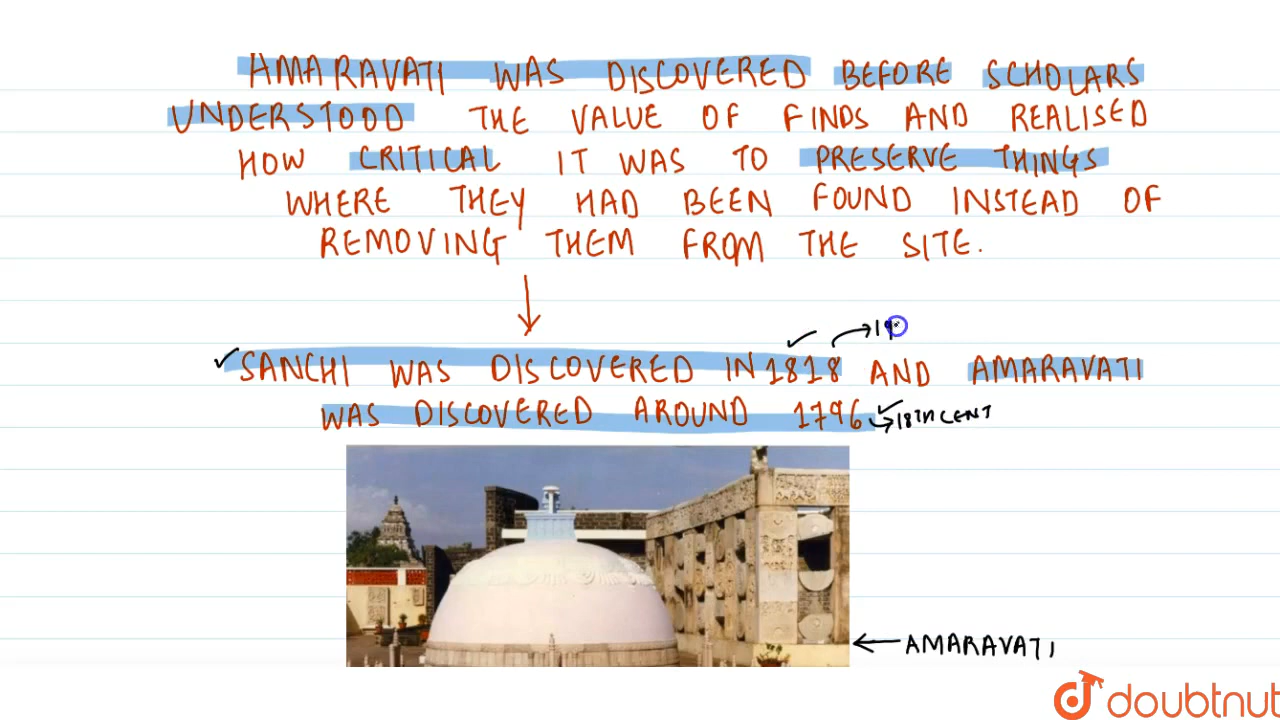 AMARAVATI WAS DISCOVERED BEFORE SCHOLARS
UNDERSTOOD THE VALUE OF FINDS AND REALISED
HOW CRITICAL IT WAS TO PRESERVE THINGS
WHERE THEY HAD BEEN FOUND INSTEAD OF
REMOVING THEM FROM THE SITE.
19
SANCHI WAS DISCOVERED IN 1818 AND AMARAVATI
WAS DISCOVERED AROUND 1796
18TH CENT
AMARAVATI
doubtnut